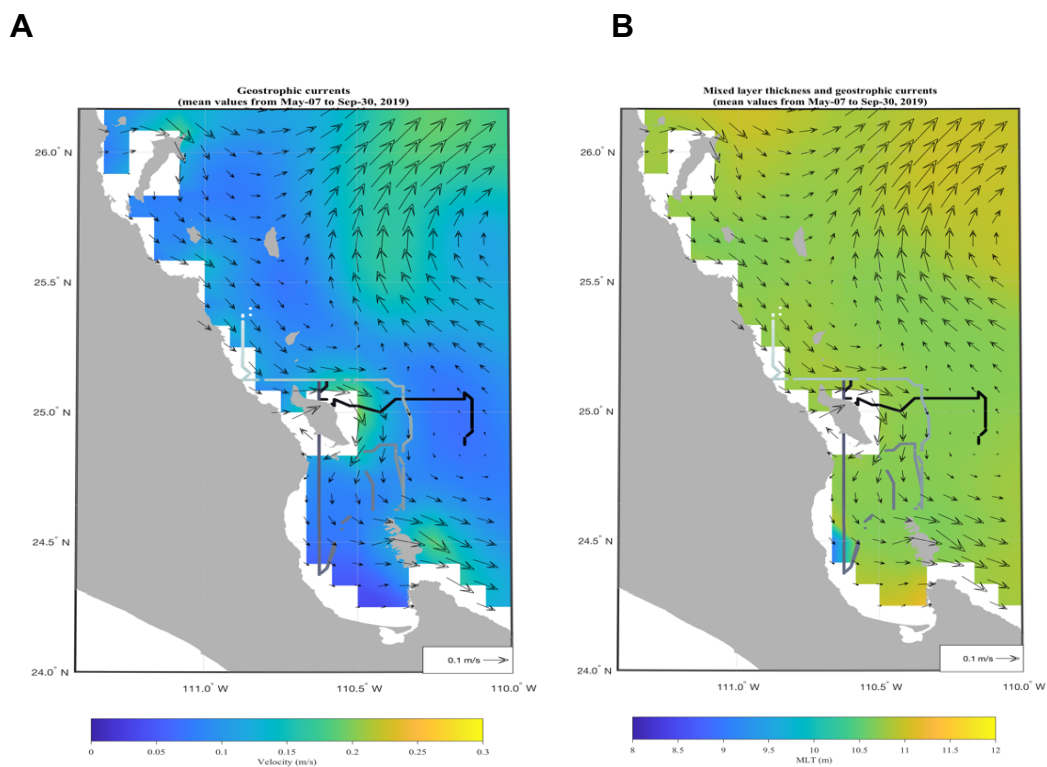 A
B
Geostrophic currents
(mean values from May-07 to Sep-30, 2019)
Mixed layer thickness and geostrophic currents
(mean values from May-07 to Sep-30, 2019)
26.0° N
25.5° N
25.0° N
24.5° N
24.0° N
111.0° W
110.5° W
110.0° W
0.1 m/s
26.0° N
25.5° N
25.0° N
24.5° N
24.0° N
111.0° W
110.5° W
110.0° W
0.1 m/s
0
0.05
0.1
0.15
0.2
0.25
0.3
Velocity (m/s)
8
8.5
9
9.5
10
10.5
11
11.5
12
MLT (m)